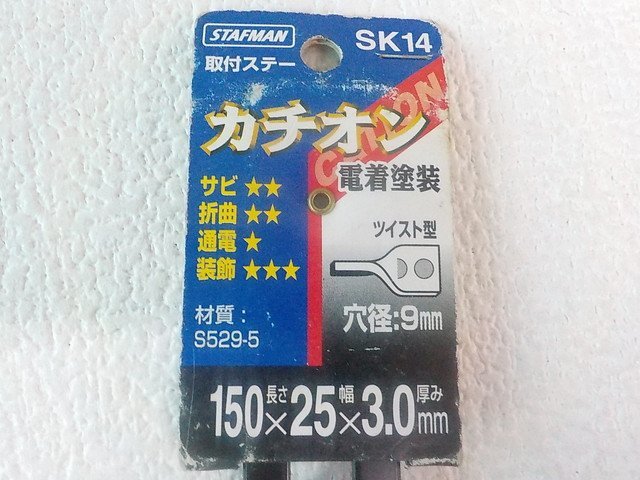 STAFMAN
SK14
取付ステー
CATION
カチオン
電着塗装
サビ ★★
折曲 ★★
通電 ★
装飾 ★★★
ツイスト型
穴径:9mm
材質:
S529-5
150長さ×25幅×3.0厚みmm